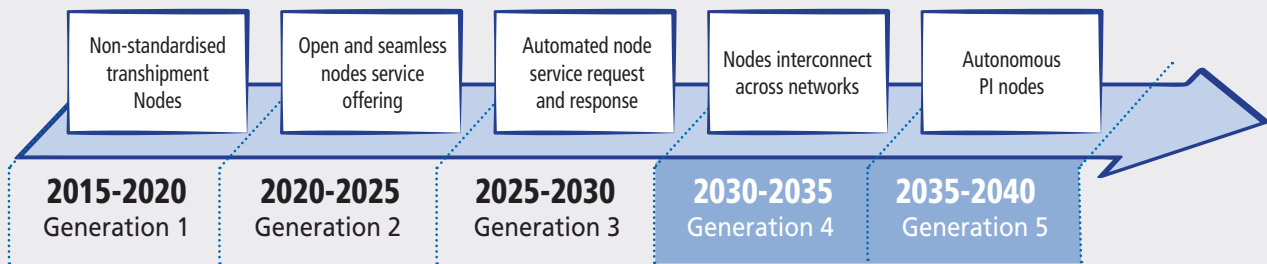 Non-standardised
transhipment
Nodes
Open and seamless
nodes service
offering
Automated node
service request
and response
Nodes interconnect
across networks
Autonomous
PI nodes
2015-2020
Generation 1
2020-2025
Generation 2
2025-2030
Generation 3
2030-2035
Generation 4
2035-2040
Generation 5